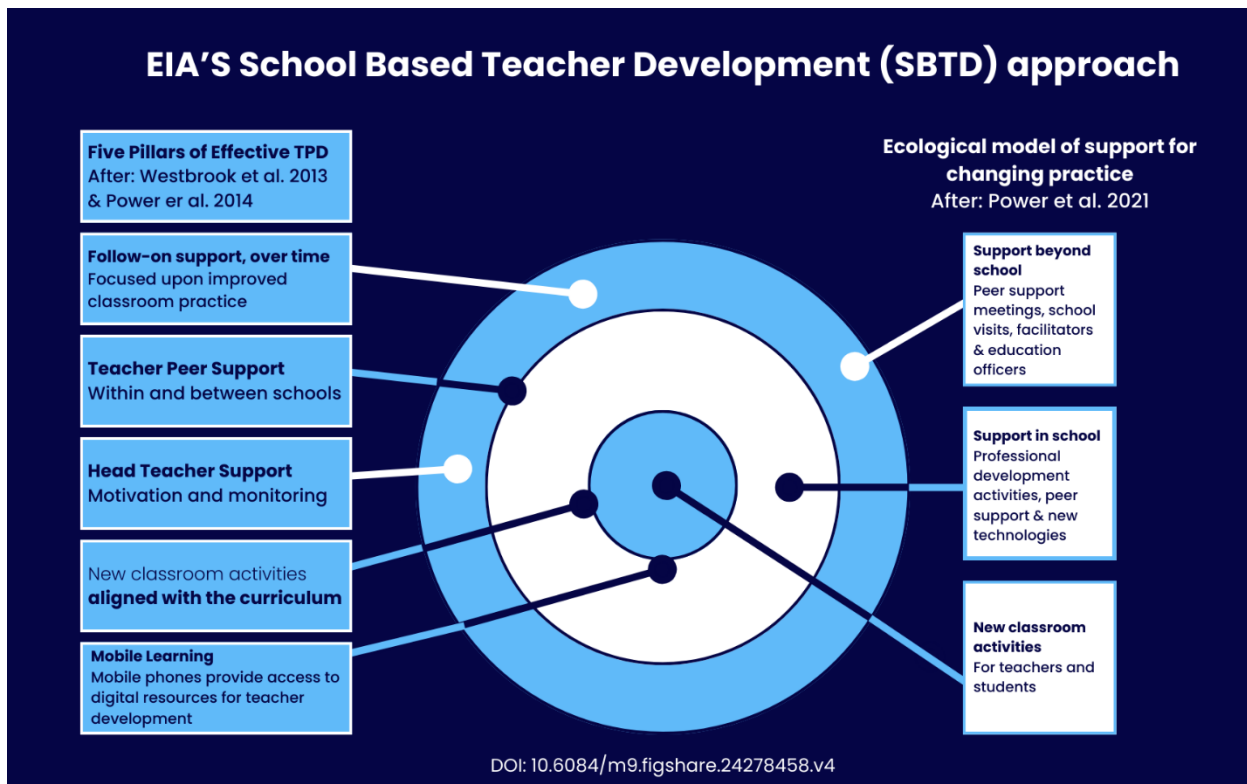 EIA'S School Based Teacher Development (SBTD) approach
Five Pillars of Effective TPD
After: Westbrook et al. 2013
& Power er al. 2014
Follow-on support, over time
Focused upon improved
classroom practice
Teacher Peer Support
Within and between schools
Head Teacher Support
Motivation and monitoring
New classroom activities
aligned with the curriculum
Mobile Learning
Mobile phones provide access to
digital resources for teacher
development
Ecological model of support for
changing practice
After: Power et al. 2021
Support beyond
school
Peer support
meetings, school
visits, facilitators
& education
officers
Support in school
Professional
development
activities, peer
support & new
technologies
New classroom
activities
For teachers and
students
DOI: 10.6084/m9.figshare.24278458.v4